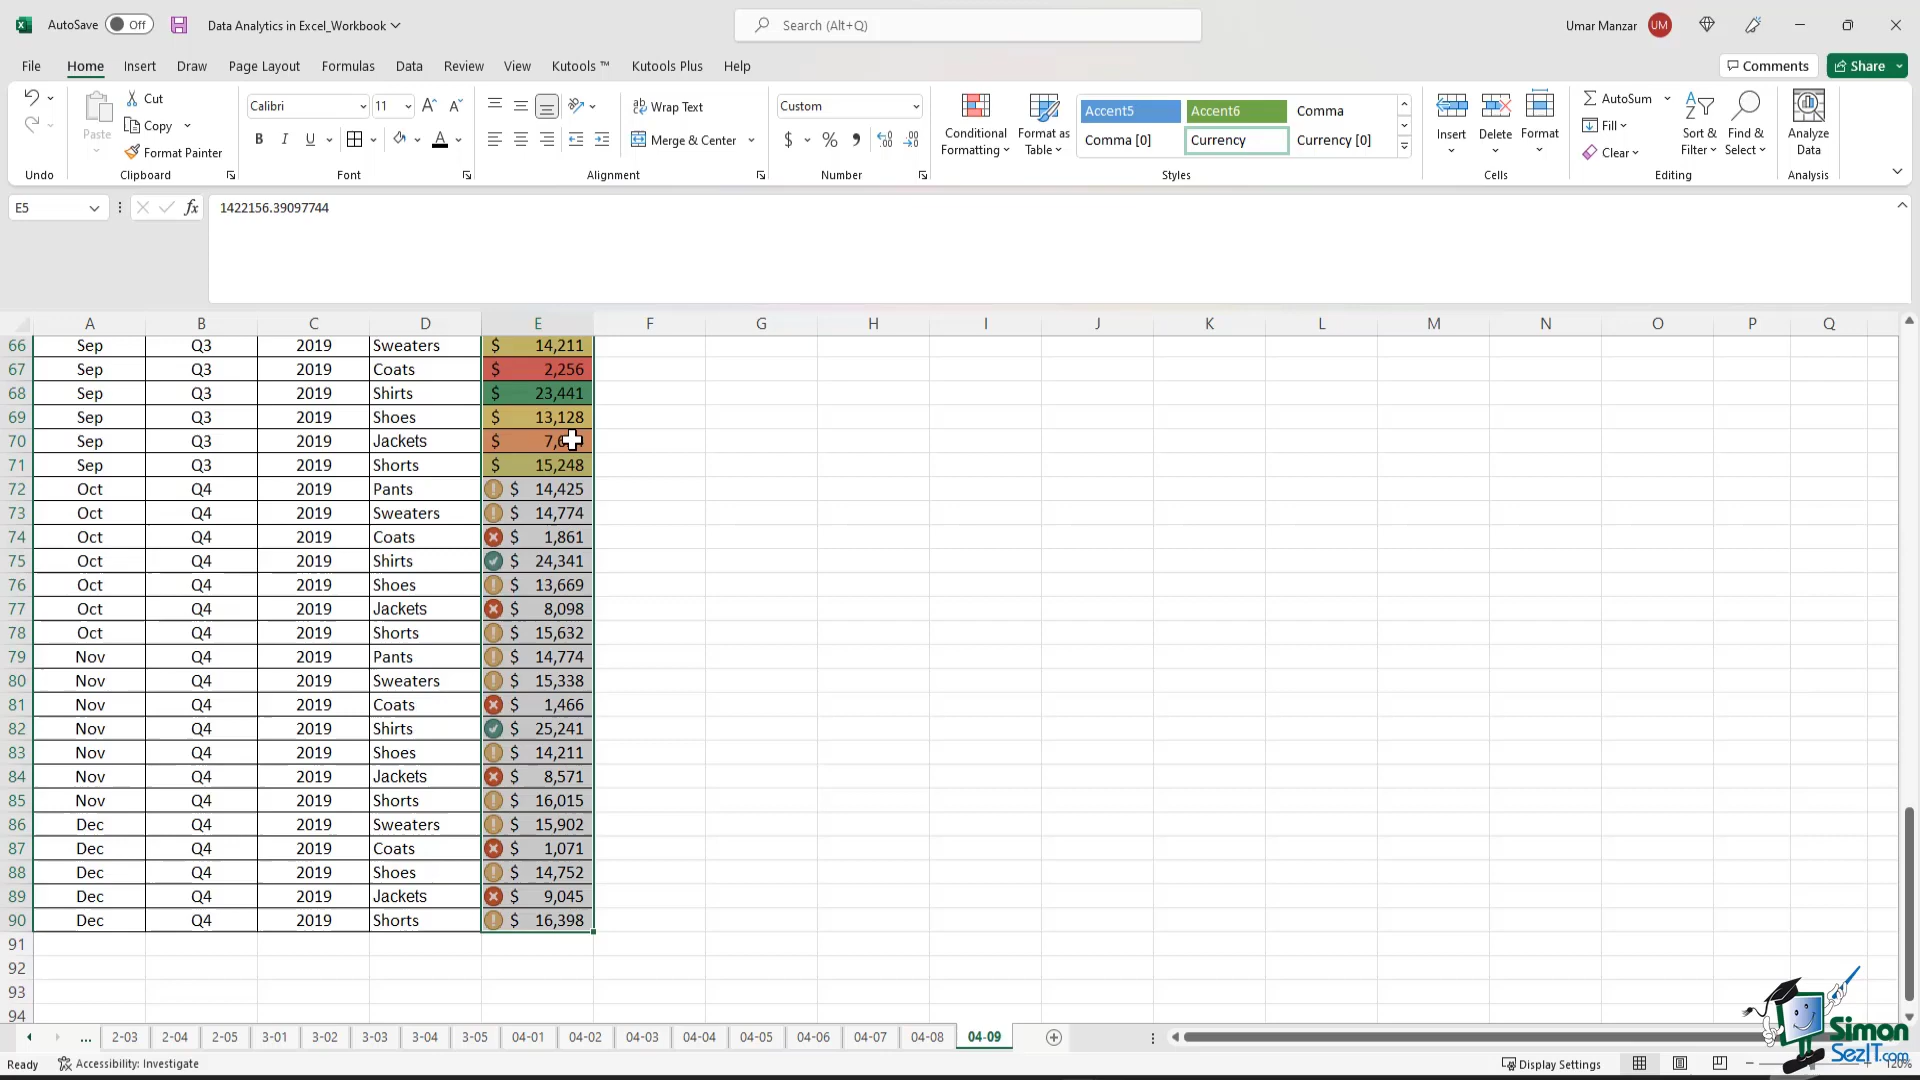 AutoSave Off Data Analytics in Excel_Workbook Search (Alt+Q) Umar Manzar UM
File Home Insert Draw Page Layout Formulas Data Review View Kutools ™ Kutools Plus Help Comments Share
Cut Calibri 11 Wrap Text Custom Accent5 Accent6 Comma AutoSum
Paste Copy B I U Merge & Center $ % Conditional Formatting Format as Table Comma [0] Currency Currency [0] Insert Delete Format Fill Sort & Filter Find & Select Analyze Data
Format Painter Clear
Undo Clipboard Font Alignment Number Styles Cells Editing Analysis
E5 fx 1422156.39097744
A B C D E F G H I J K L M N O P Q
66 Sep Q3 2019 Sweaters $ 14,211
67 Sep Q3 2019 Coats $ 2,256
68 Sep Q3 2019 Shirts $ 23,441
69 Sep Q3 2019 Shoes $ 13,128
70 Sep Q3 2019 Jackets $
71 Sep Q3 2019 Shorts $ 15,248
72 Oct Q4 2019 Pants $ 14,425
73 Oct Q4 2019 Sweaters $ 14,774
74 Oct Q4 2019 Coats $ 1,861
75 Oct Q4 2019 Shirts $ 24,341
76 Oct Q4 2019 Shoes $ 13,669
77 Oct Q4 2019 Jackets $ 8,098
78 Oct Q4 2019 Shorts $ 15,632
79 Nov Q4 2019 Pants $ 14,774
80 Nov Q4 2019 Sweaters $ 15,338
81 Nov Q4 2019 Coats $ 1,466
82 Nov Q4 2019 Shirts $ 25,241
83 Nov Q4 2019 Shoes $ 14,211
84 Nov Q4 2019 Jackets $ 8,571
85 Nov Q4 2019 Shorts $ 16,015
86 Dec Q4 2019 Sweaters $ 15,902
87 Dec Q4 2019 Coats $ 1,071
88 Dec Q4 2019 Shoes $ 14,752
89 Dec Q4 2019 Jackets $ 9,045
90 Dec Q4 2019 Shorts $ 16,398
91
92
93
94
... 2-03 2-04 2-05 3-01 3-02 3-03 3-04 3-05 04-01 04-02 04-03 04-04 04-05 04-06 04-07 04-08 04-09
Simon
SezIT.com
Ready Accessibility: Investigate Display Settings 120%